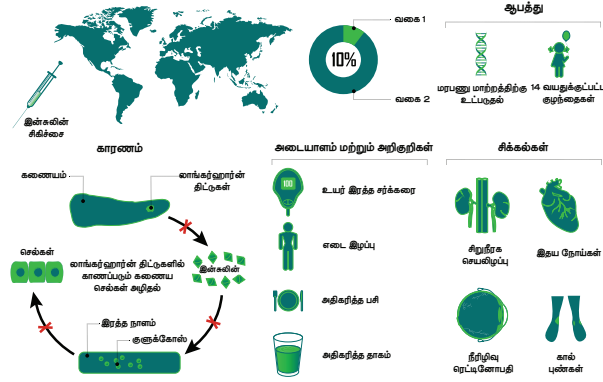 இன்சுலின்
சிகிச்சை
10%
வகை 1
வகை 2
ஆபத்து
மரபணு மாற்றத்திற்கு
உட்படுதல்
14 வயதுக்குட்பட்ட
குழந்தைகள்
காரணம்
கணையம்
லாங்கர்ஹார்ன்
திட்டுகள்
செல்கள்
லாங்கர்ஹார்ன் திட்டுகளில்
காணப்படும் கணைய
செல்கள் அழிதல்
இன்சுலின்
இரத்த நாளம்
குளுக்கோஸ்
அடையாளம் மற்றும் அறிகுறிகள்
100
உயர் இரத்த சர்க்கரை
எடை இழப்பு
அதிகரித்த பசி
அதிகரித்த தாகம்
சிக்கல்கள்
சிறுநீரக
செயலிழப்பு
இதய நோய்கள்
நீரிழிவு
ரெட்டினோபதி
கால்
புண்கள்